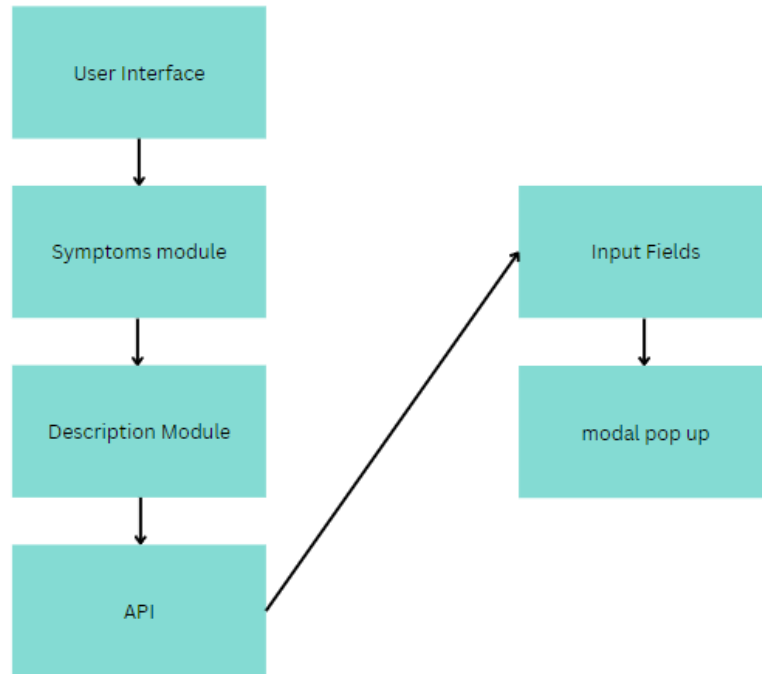 User Interface
Symptoms module
Description Module
API
Input Fields
modal pop up